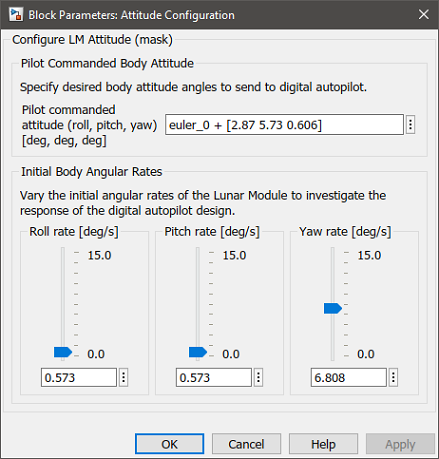 Block Parameters: Attitude Configuration
Configure LM Attitude (mask)
Pilot Commanded Body Attitude
Specify desired body attitude angles to send to digital autopilot.
Pilot commanded
attitude (roll, pitch, yaw)
[deg, deg, deg]
euler_0 + [2.87 5.73 0.606]
Initial Body Angular Rates
Vary the initial angular rates of the Lunar Module to investigate the
response of the digital autopilot design.
Roll rate [deg/s] Pitch rate [deg/s] Yaw rate [deg/s]
15.0 15.0 15.0
0.0 0.0 0.0
0.573 0.573 6.808
OK Cancel Help Apply